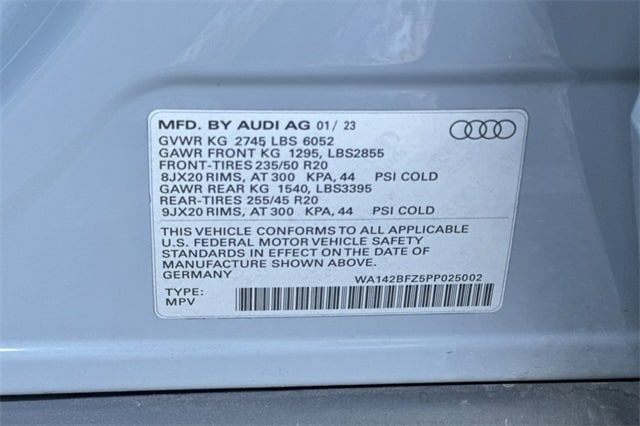 MFD. BY AUDI AG 01/ 23
GVWR KG 2745 LBS 6052
GAWR FRONT KG 1295, LBS2855
FRONT-TIRES 235/50 R20
8JX20 RIMS, AT 300 KPA, 44 PSI COLD
GAWR REAR KG 1540, LBS3395
REAR-TIRES 255/45 R20
9JX20 RIMS, AT 300 KPA, 44 PSI COLD
THIS VEHICLE CONFORMS TO ALL APPLICABLE
U.S. FEDERAL MOTOR VEHICLE SAFETY
STANDARDS IN EFFECT ON THE DATE OF
MANUFACTURE SHOWN ABOVE.
GERMANY WA142BFZ5PP025002
TYPE:
MPV